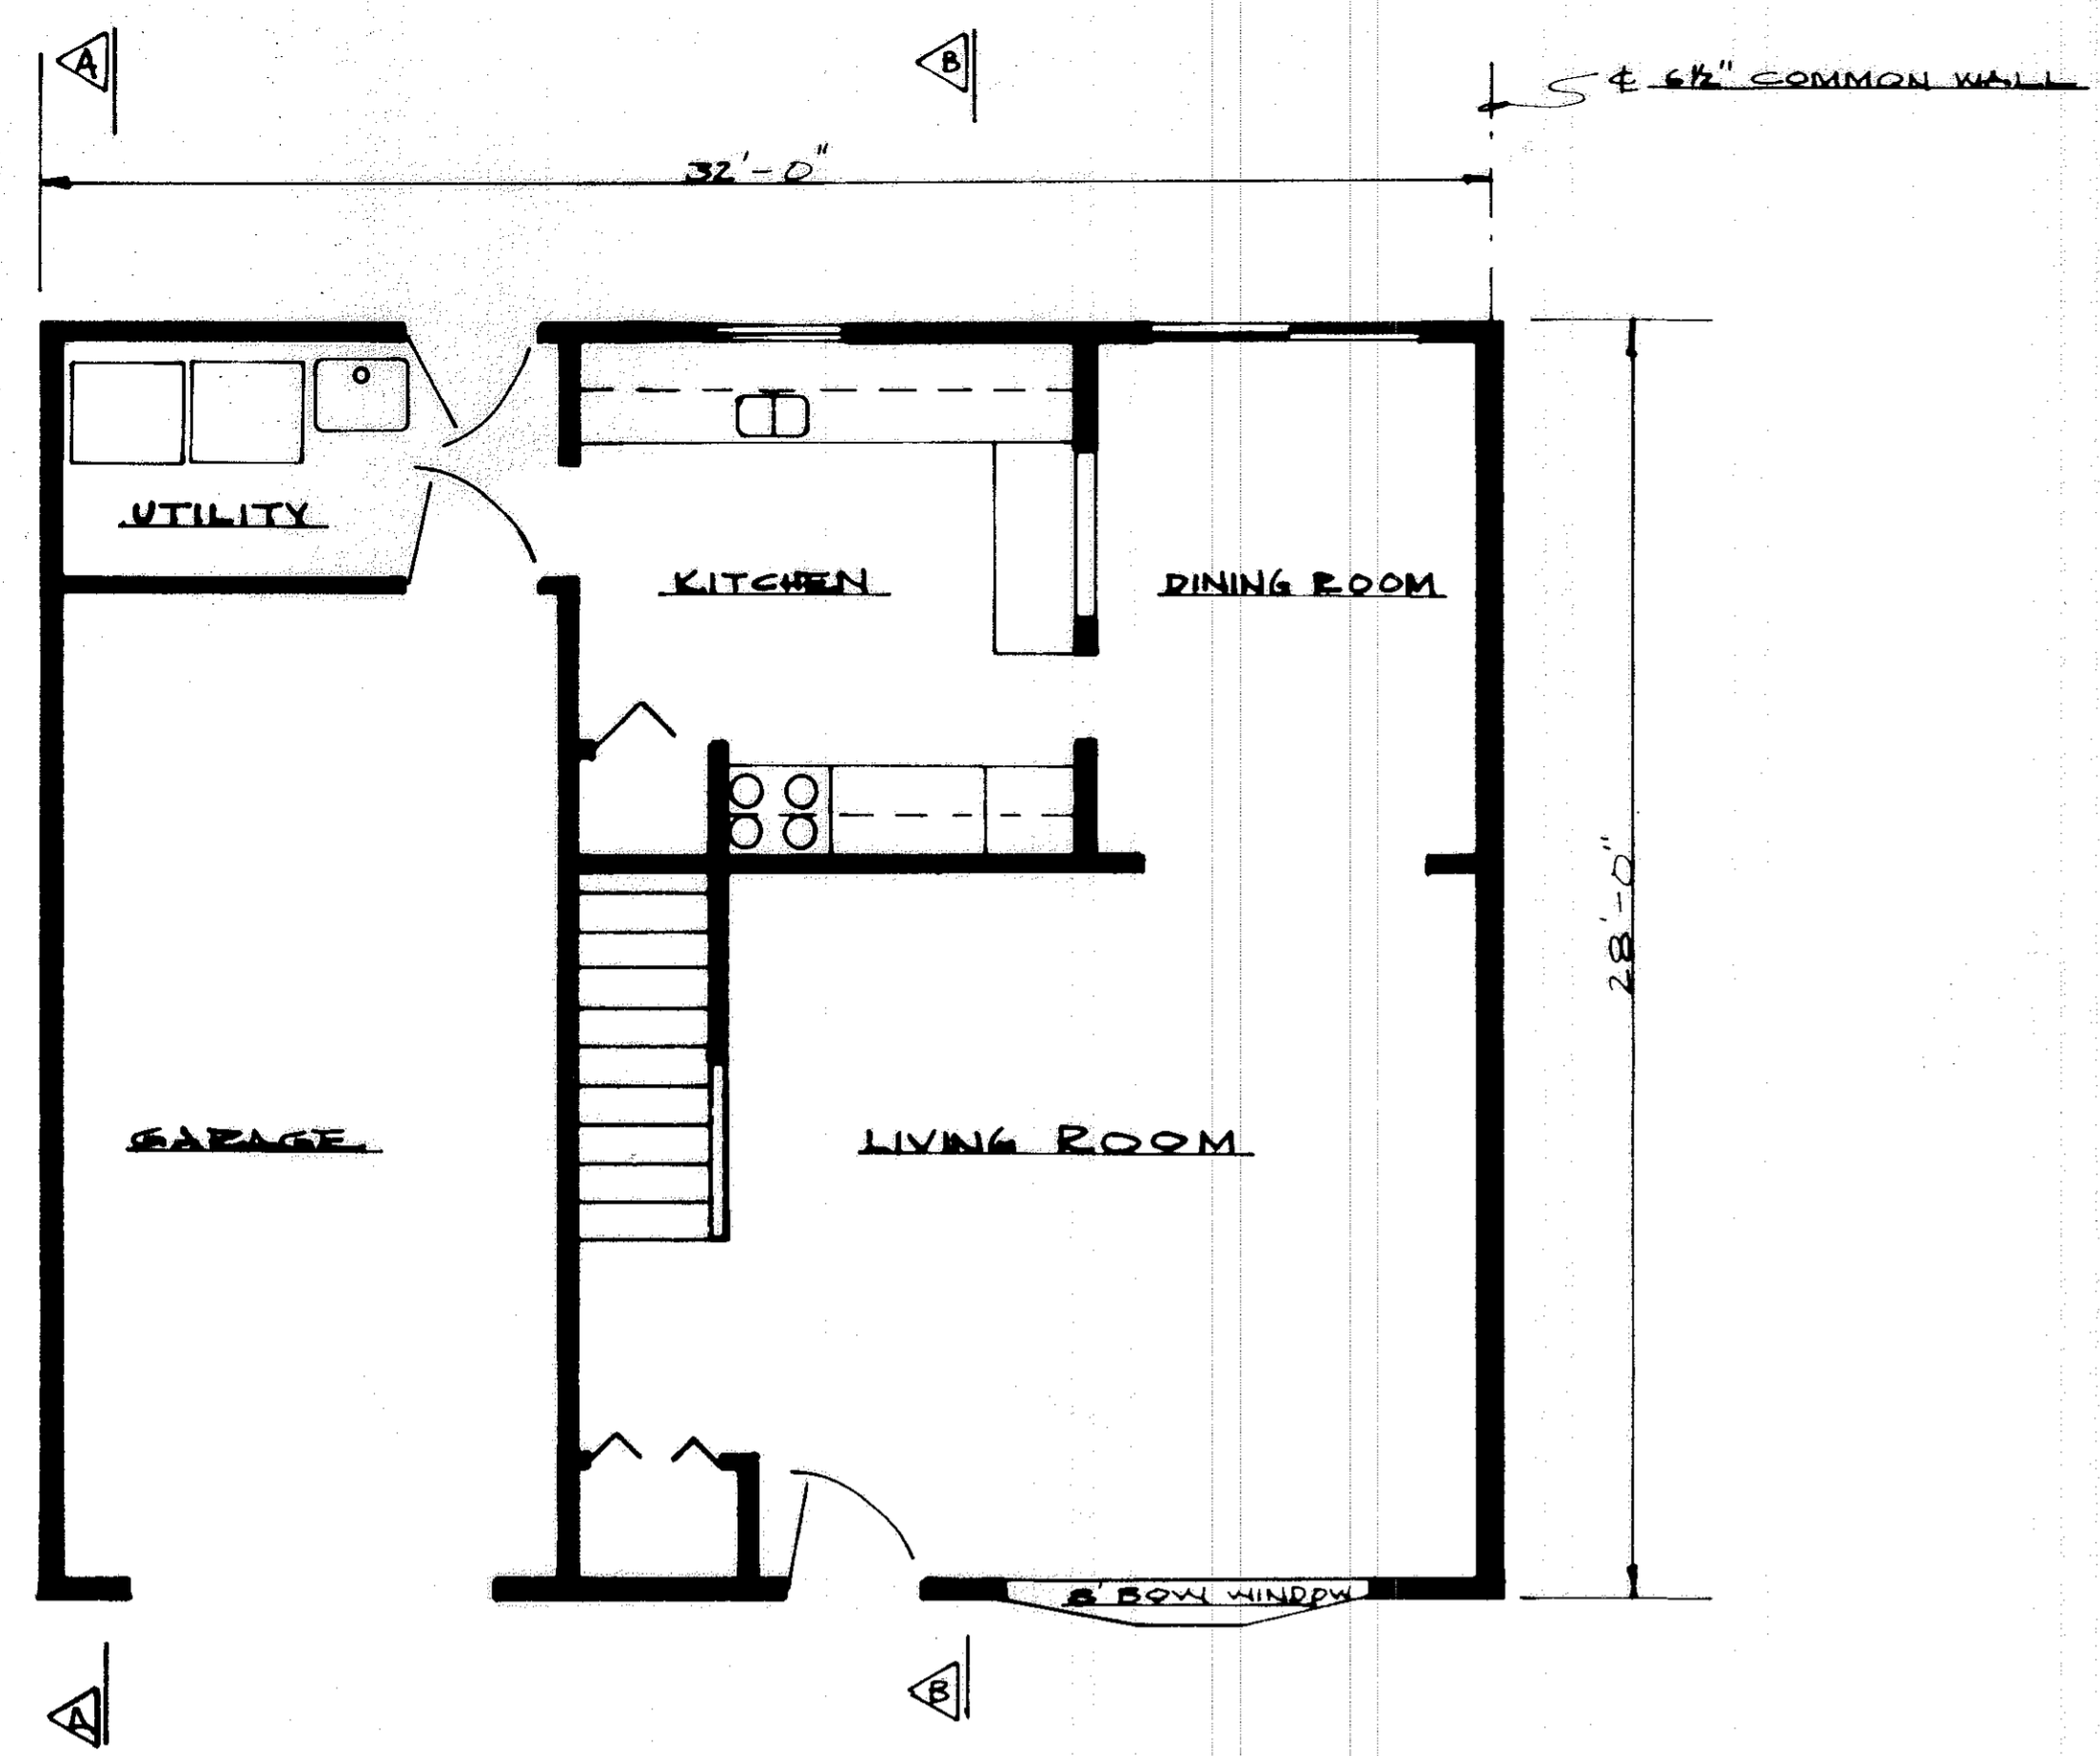 A
B
℄ 6½" COMMON WALL
32'-0"
UTILITY
KITCHEN
DINING ROOM
28'-0"
GARAGE
LIVING ROOM
8' BOW WINDOW
A
B